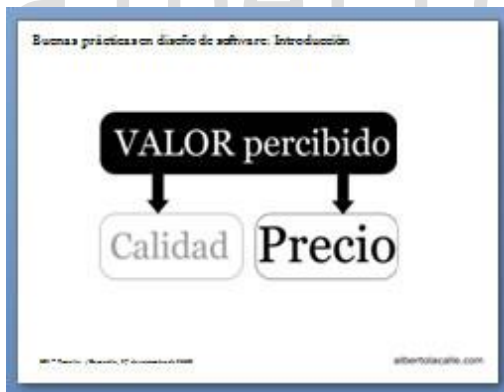 Buenas prácticas en diseño de software: Introducción
VALOR percibido
Calidad
Precio
albertolacalle.com